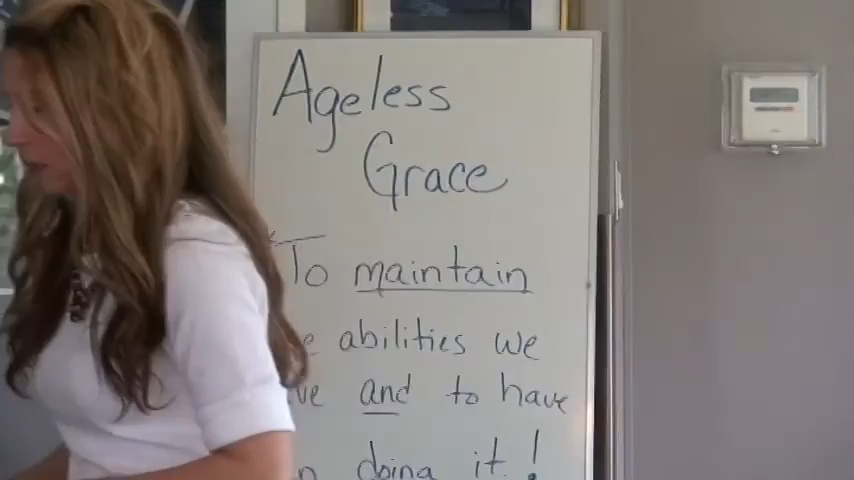 Ageless
Grace
To maintain
abilities we
and to have
doing it!